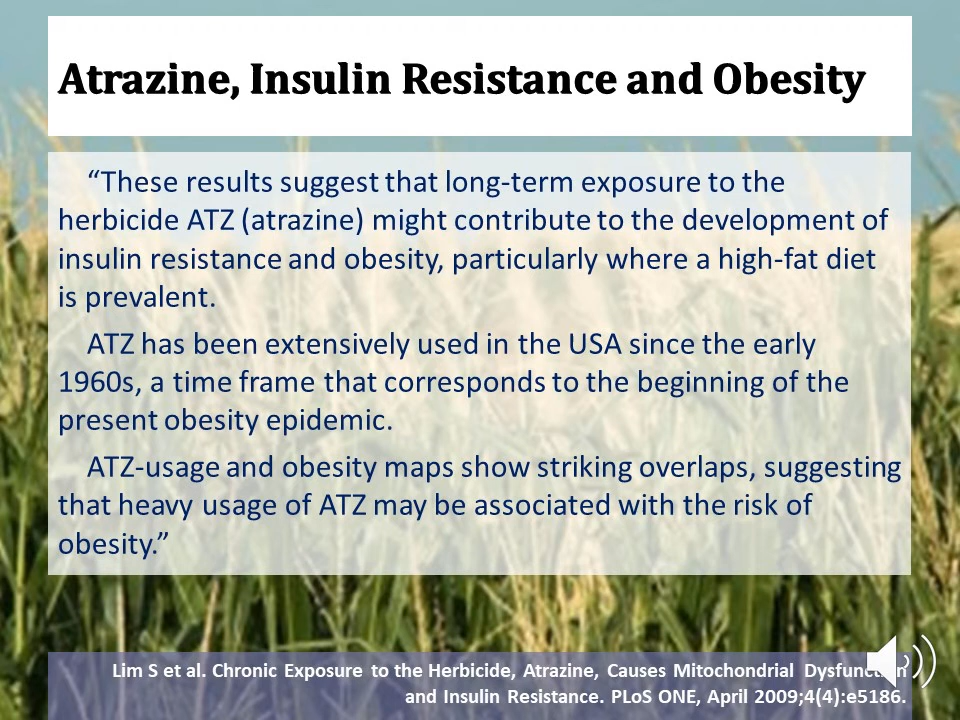 Atrazine, Insulin Resistance and Obesity
“These results suggest that long-term exposure to the
herbicide ATZ (atrazine) might contribute to the development of
insulin resistance and obesity, particularly where a high-fat diet
is prevalent.
ATZ has been extensively used in the USA since the early
1960s, a time frame that corresponds to the beginning of the
present obesity epidemic.
ATZ-usage and obesity maps show striking overlaps, suggesting
that heavy usage of ATZ may be associated with the risk of
obesity.”
Lim S et al. Chronic Exposure to the Herbicide, Atrazine, Causes Mitochondrial Dysfunction
and Insulin Resistance. PLoS ONE, April 2009;4(4):e5186.